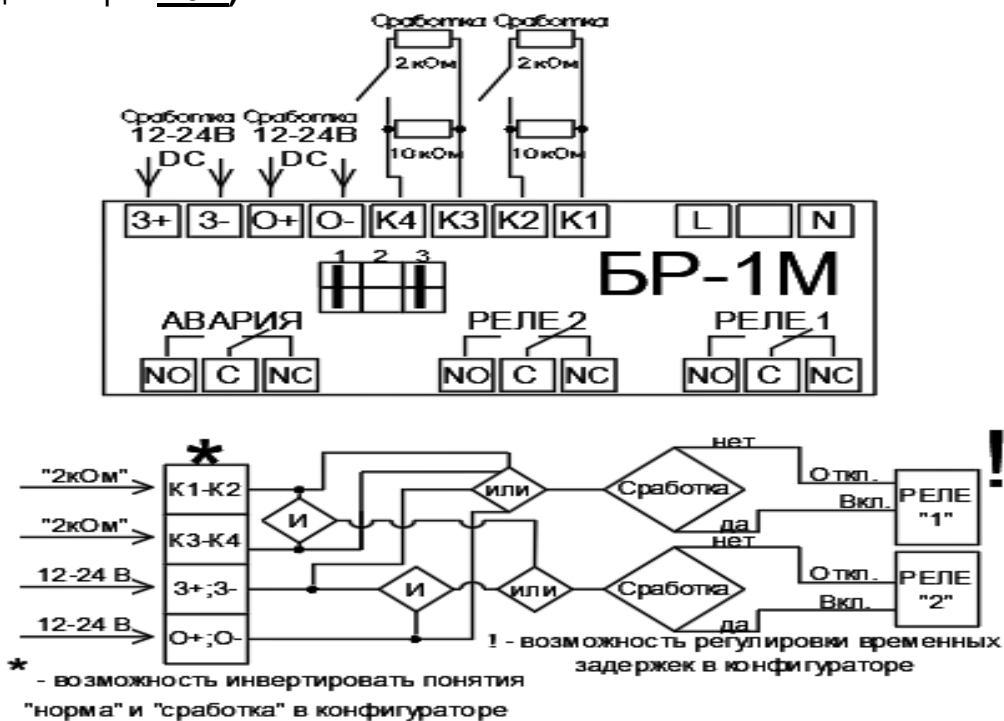 Сработка Сработка
2кОм 2кОм
Сработка Сработка
12-24В 12-24В
DC DC
10кОм 10кОм
З+ З- О+ О- К4 К3 К2 К1 L N
1 2 3
БР-1М
АВАРИЯ РЕЛЕ 2 РЕЛЕ 1
NO C NC NO C NC NO C NC
* !
нет
"2кОм" К1-К2 или Сработка Откл. РЕЛЕ
Вкл. "1"
И
"2кОм" К3-К4 да
нет
12-24 В З+;З- И или Сработка Откл. РЕЛЕ
Вкл. "2"
12-24 В О+;О- да
! - возможность регулировки временных
задержек в конфигураторе
* - возможность инвертировать понятия
"норма" и "сработка" в конфигураторе